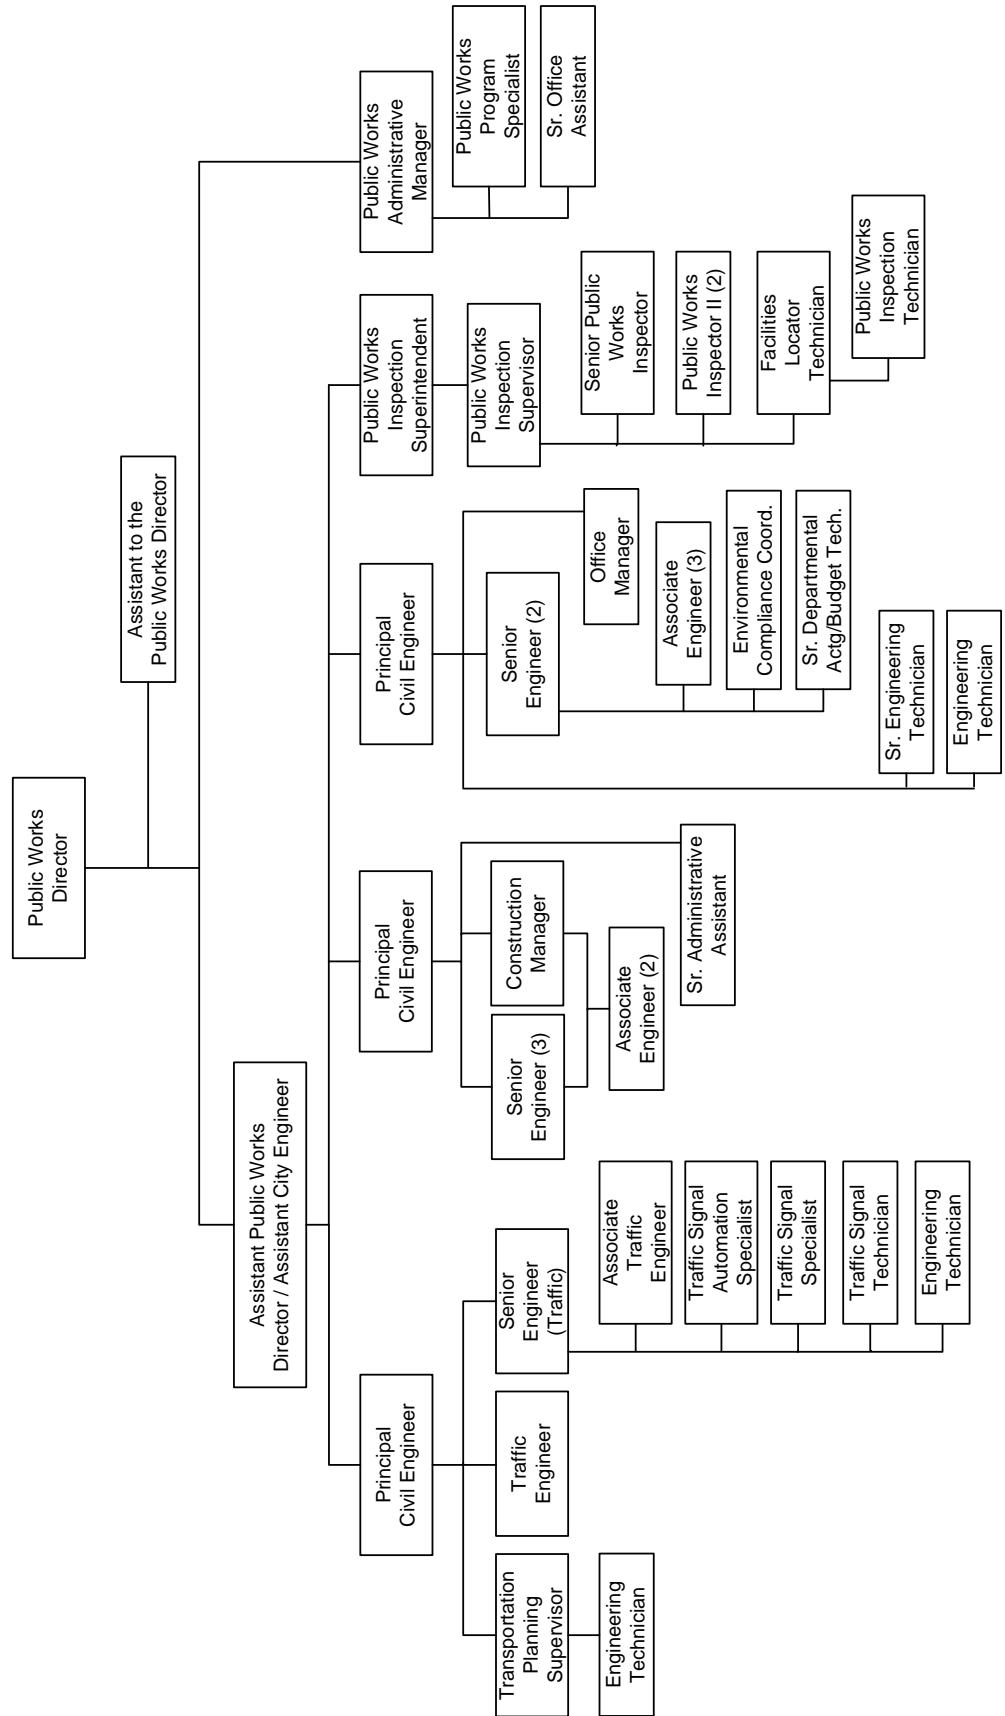 Public Works
Director
Assistant to the
Public Works Director
Assistant Public Works
Director / Assistant City Engineer
Principal
Civil Engineer
Principal
Civil Engineer
Principal
Civil Engineer
Public Works
Inspection
Superintendent
Public Works
Administrative
Manager
Transportation
Planning
Supervisor
Engineering
Technician
Traffic
Engineer
Senior
Engineer
(Traffic)
Associate
Traffic
Engineer
Traffic Signal
Automation
Specialist
Traffic Signal
Specialist
Traffic Signal
Technician
Engineering
Technician
Senior
Engineer (3)
Construction
Manager
Associate
Engineer (2)
Sr. Administrative
Assistant
Senior
Engineer (2)
Office
Manager
Associate
Engineer (3)
Environmental
Compliance Coord.
Sr. Departmental
Actg/Budget Tech.
Sr. Engineering
Technician
Engineering
Technician
Public Works
Inspection
Supervisor
Senior Public
Works
Inspector
Public Works
Inspector II (2)
Facilities
Locator
Technician
Public Works
Inspection
Technician
Public Works
Program
Specialist
Sr. Office
Assistant